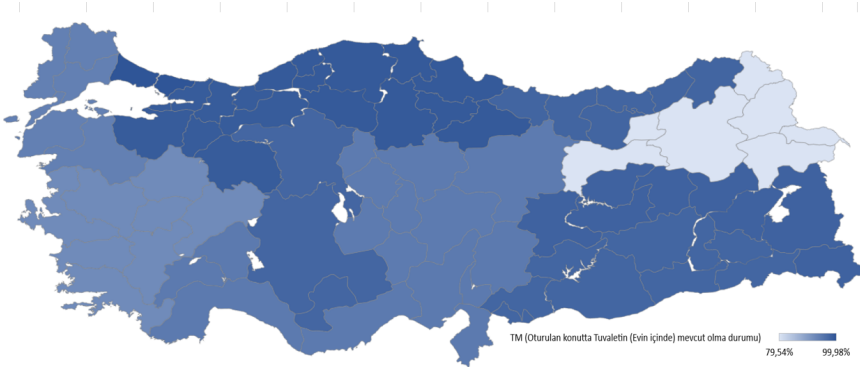 TM (Oturulan konutta Tuvaletin (Evin içinde) mevcut olma durumu)
79,54% 99,98%